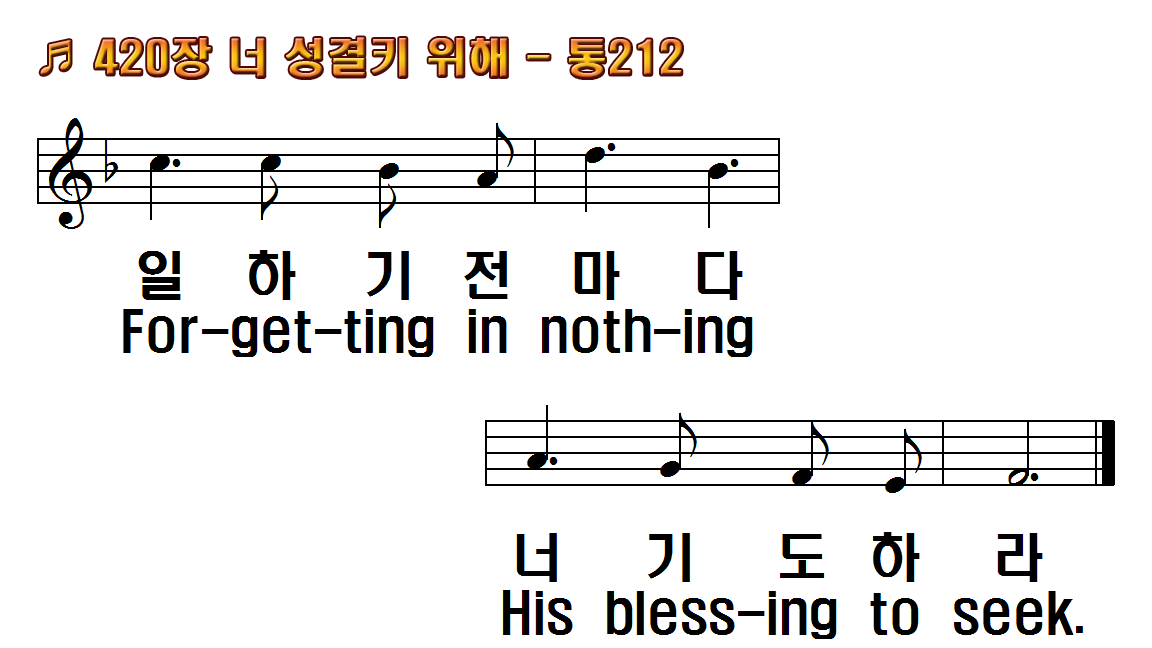 ♬ 420장 너 성결키 위해 - 통212
일 하 기 전 마 다
For-get-ting in noth-ing
너 기 도 하 라
His bless-ing to seek.